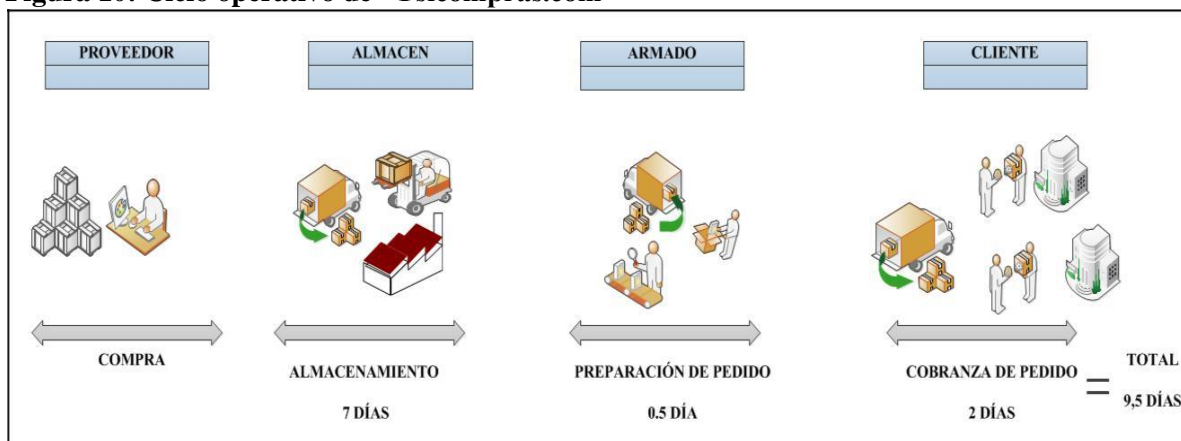 PROVEEDOR
ALMACEN
ARMADO
CLIENTE
COMPRA
ALMACENAMIENTO
7 DÍAS
PREPARACIÓN DE PEDIDO
0.5 DÍA
COBRANZA DE PEDIDO
2 DÍAS
=
TOTAL
9,5 DÍAS